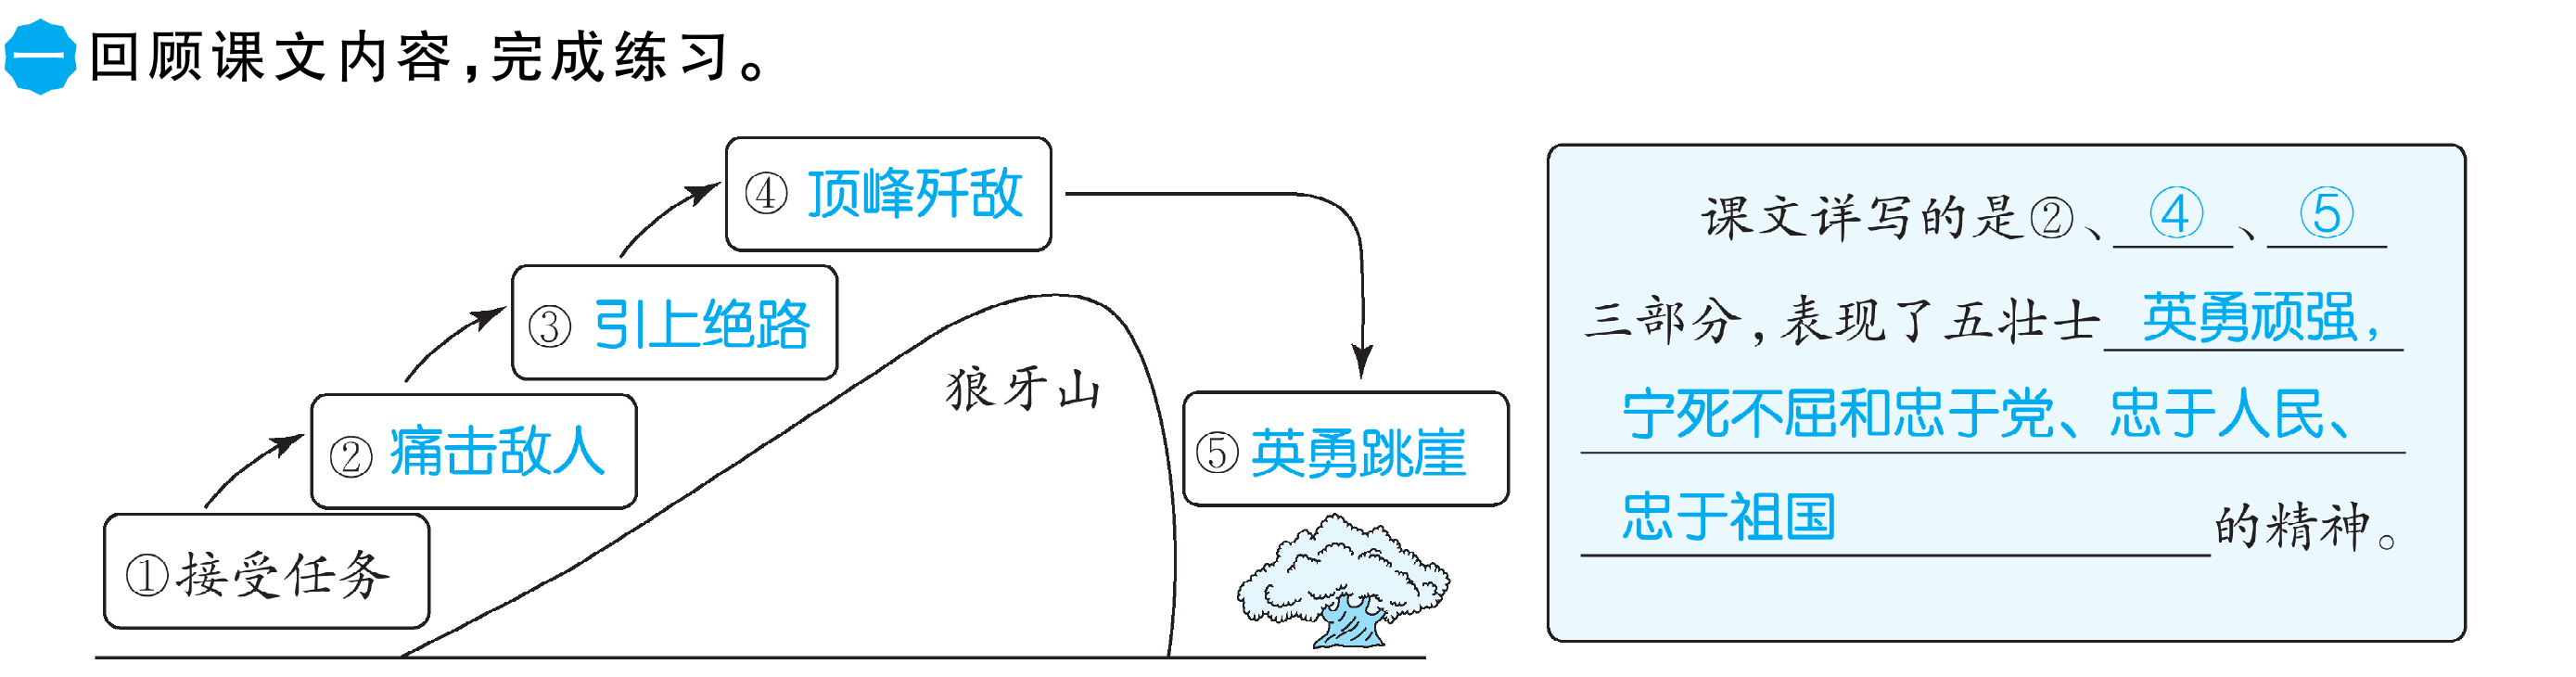 一 回顾课文内容,完成练习。
④ 顶峰歼敌
③ 引上绝路
狼牙山
② 痛击敌人
⑤ 英勇跳崖
①接受任务
课文详写的是②、④、⑤
三部分,表现了五壮士英勇顽强,
宁死不屈和忠于党、忠于人民、
忠于祖国的精神。